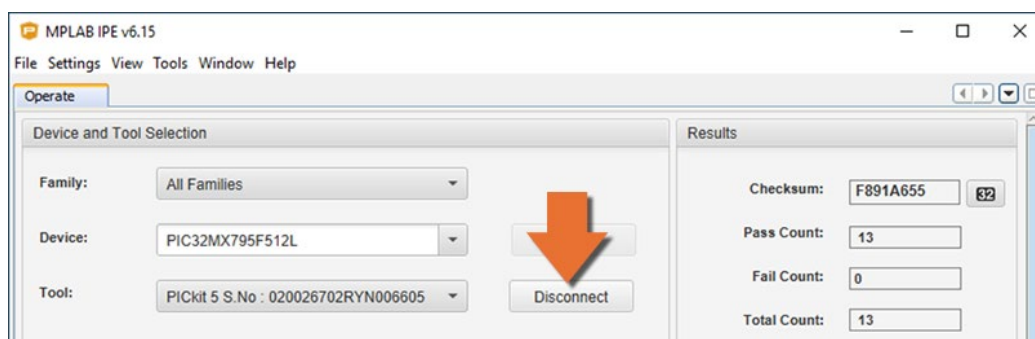 MPLAB IPE v6.15
File Settings View Tools Window Help
Operate
Device and Tool Selection
Family:
All Families
Device:
PIC32MX795F512L
Tool:
PICkit 5 S.No : 020026702RYN006605
Disconnect
Results
Checksum:
F891A655
32
Pass Count:
13
Fail Count:
0
Total Count:
13